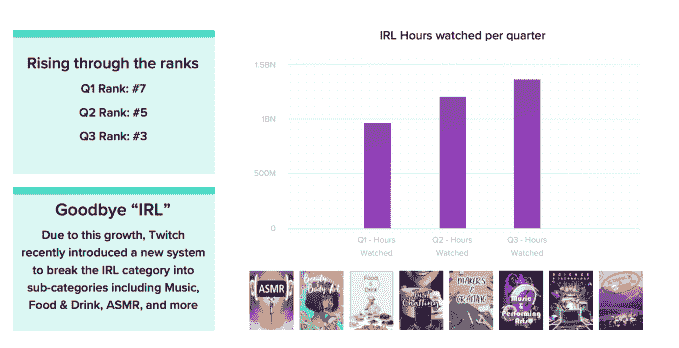 Rising through the ranks
Q1 Rank: #7
Q2 Rank: #5
Q3 Rank: #3
Goodbye “IRL”
Due to this growth, Twitch
recently introduced a new system
to break the IRL category into
sub-categories including Music,
Food & Drink, ASMR, and more
IRL Hours watched per quarter
1.5BN
1BN
500M
0
Q1 - Hours
Watched
Q2 - Hours
Watched
Q3 - Hours
Watched
ASMR
Beauty
Body Art
Food
&
Drink
Just
Chatting
MAKERS
CRAFTING
Music
&
Performing
Arts
SCIENCE
& TECHNOLOGY